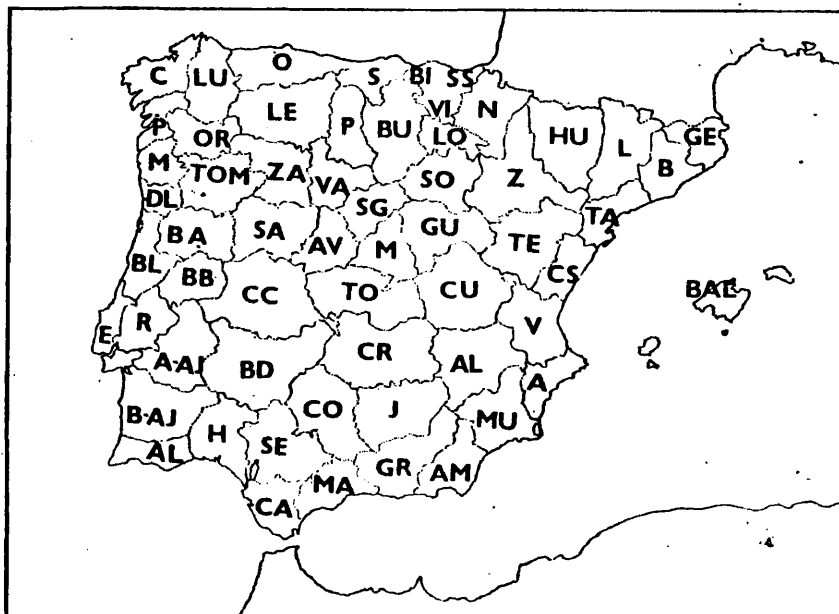 C LU O S BI SS
LE P BU VI N
P OR LO HU L GE
M TOM ZA VA SO Z B
DL SG
BA SA AV M GU TE TA
BL BB CC TO CU CS BAL
E R V
A-AJ BD CR AL A
B-AJ H CO J MU
AL SE
CA MA GR AM